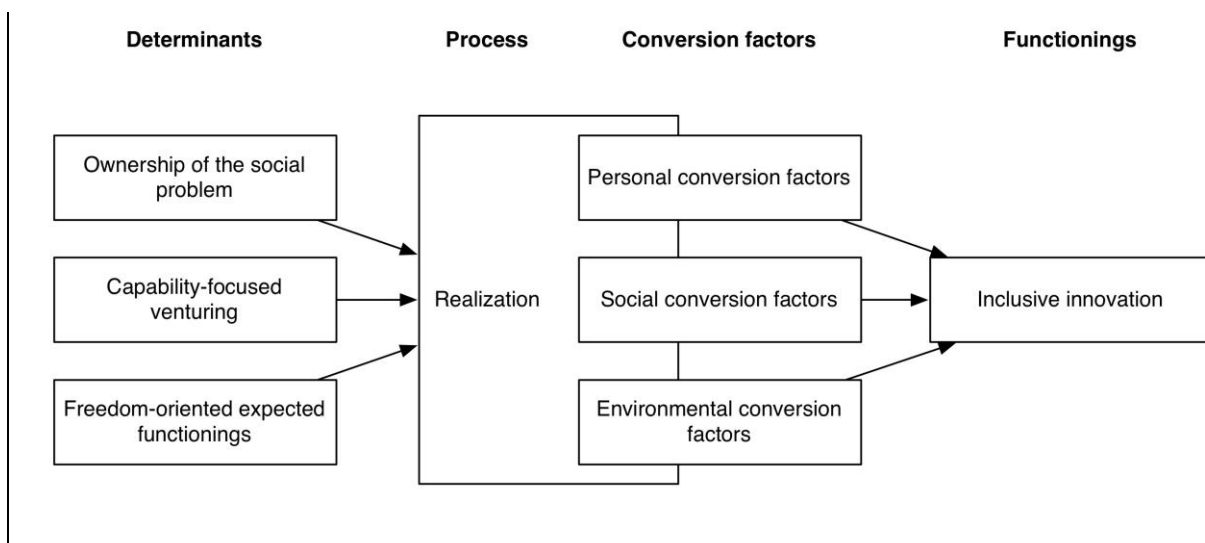 Determinants
Process
Conversion factors
Functionings
Ownership of the social
problem
Capability-focused
venturing
Freedom-oriented expected
functionings
Realization
Personal conversion factors
Social conversion factors
Environmental conversion
factors
Inclusive innovation